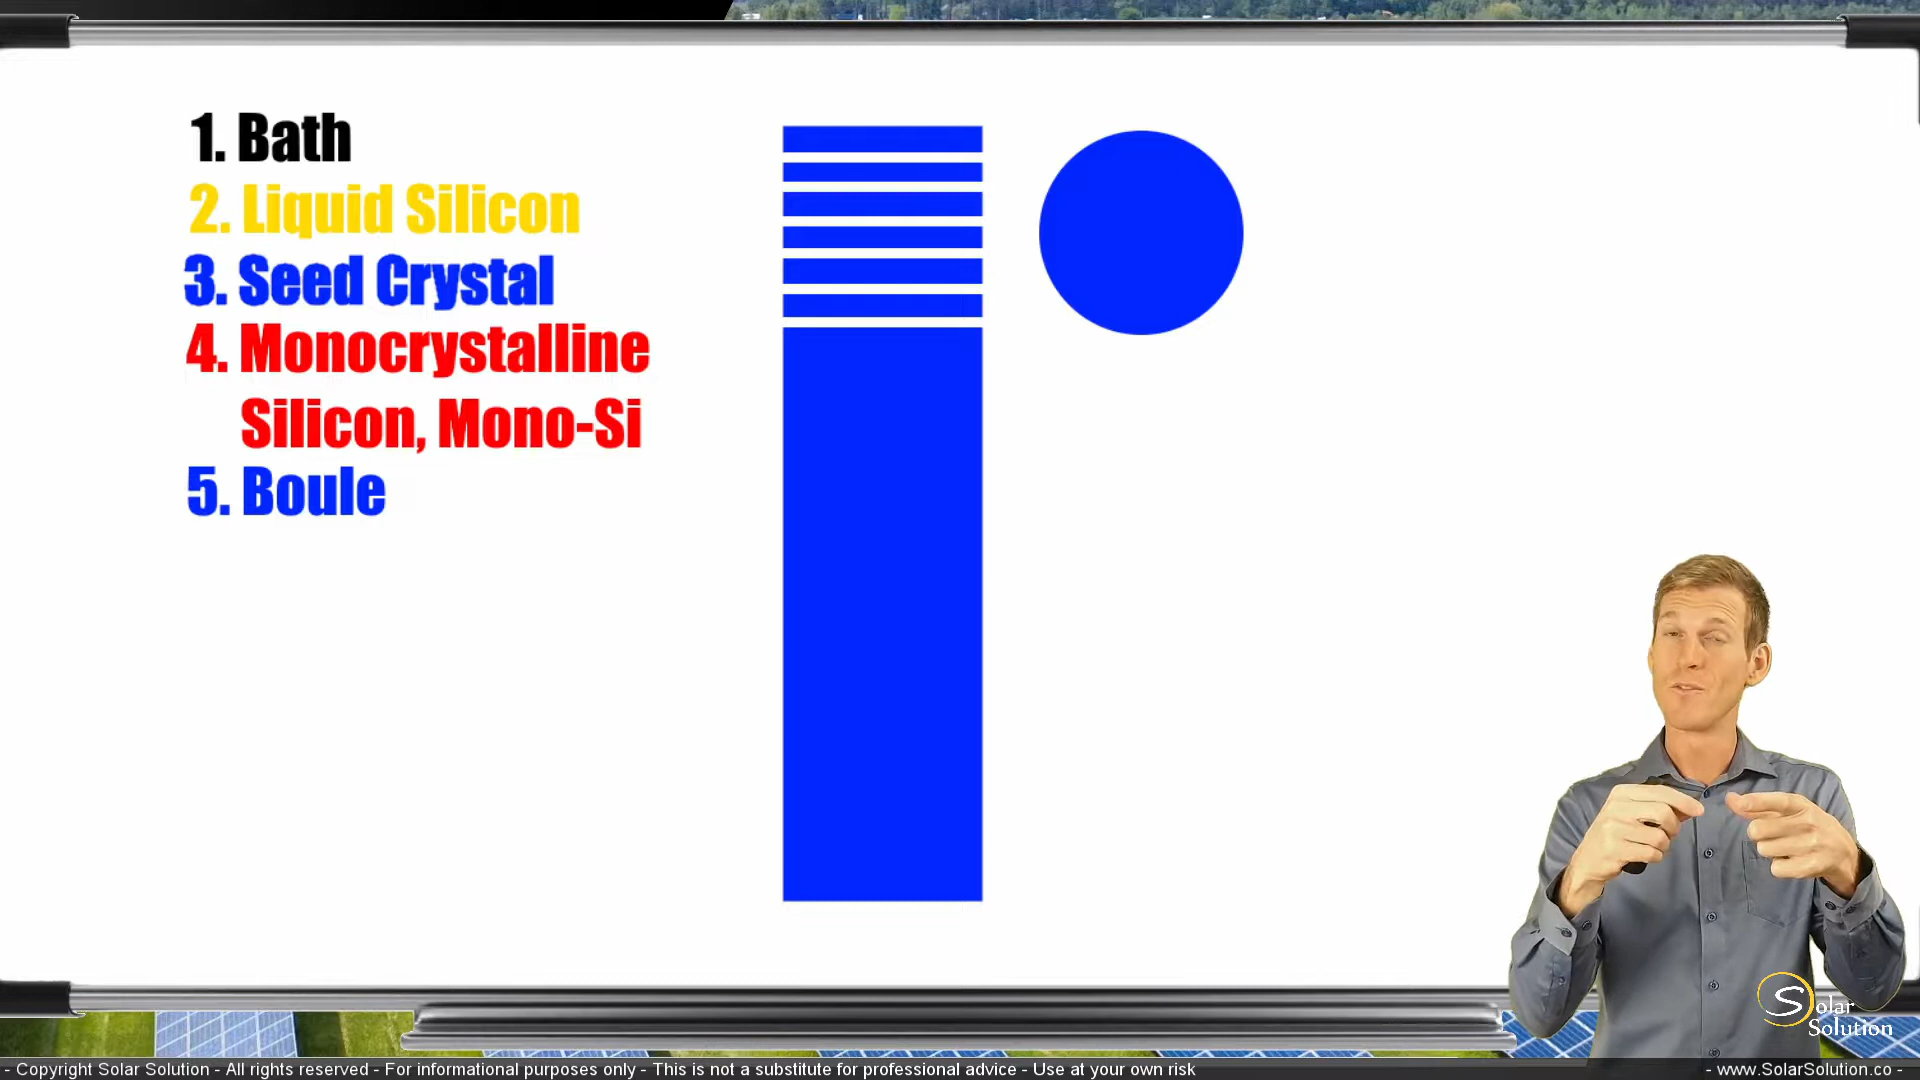 1. Bath
2. Liquid Silicon
3. Seed Crystal
4. Monocrystalline
Silicon, Mono-Si
5. Boule
Solar
Solution
- Copyright Solar Solution - All rights reserved - For informational purposes only - This is not a substitute for professional advice - Use at your own risk
- www.SolarSolution.co -